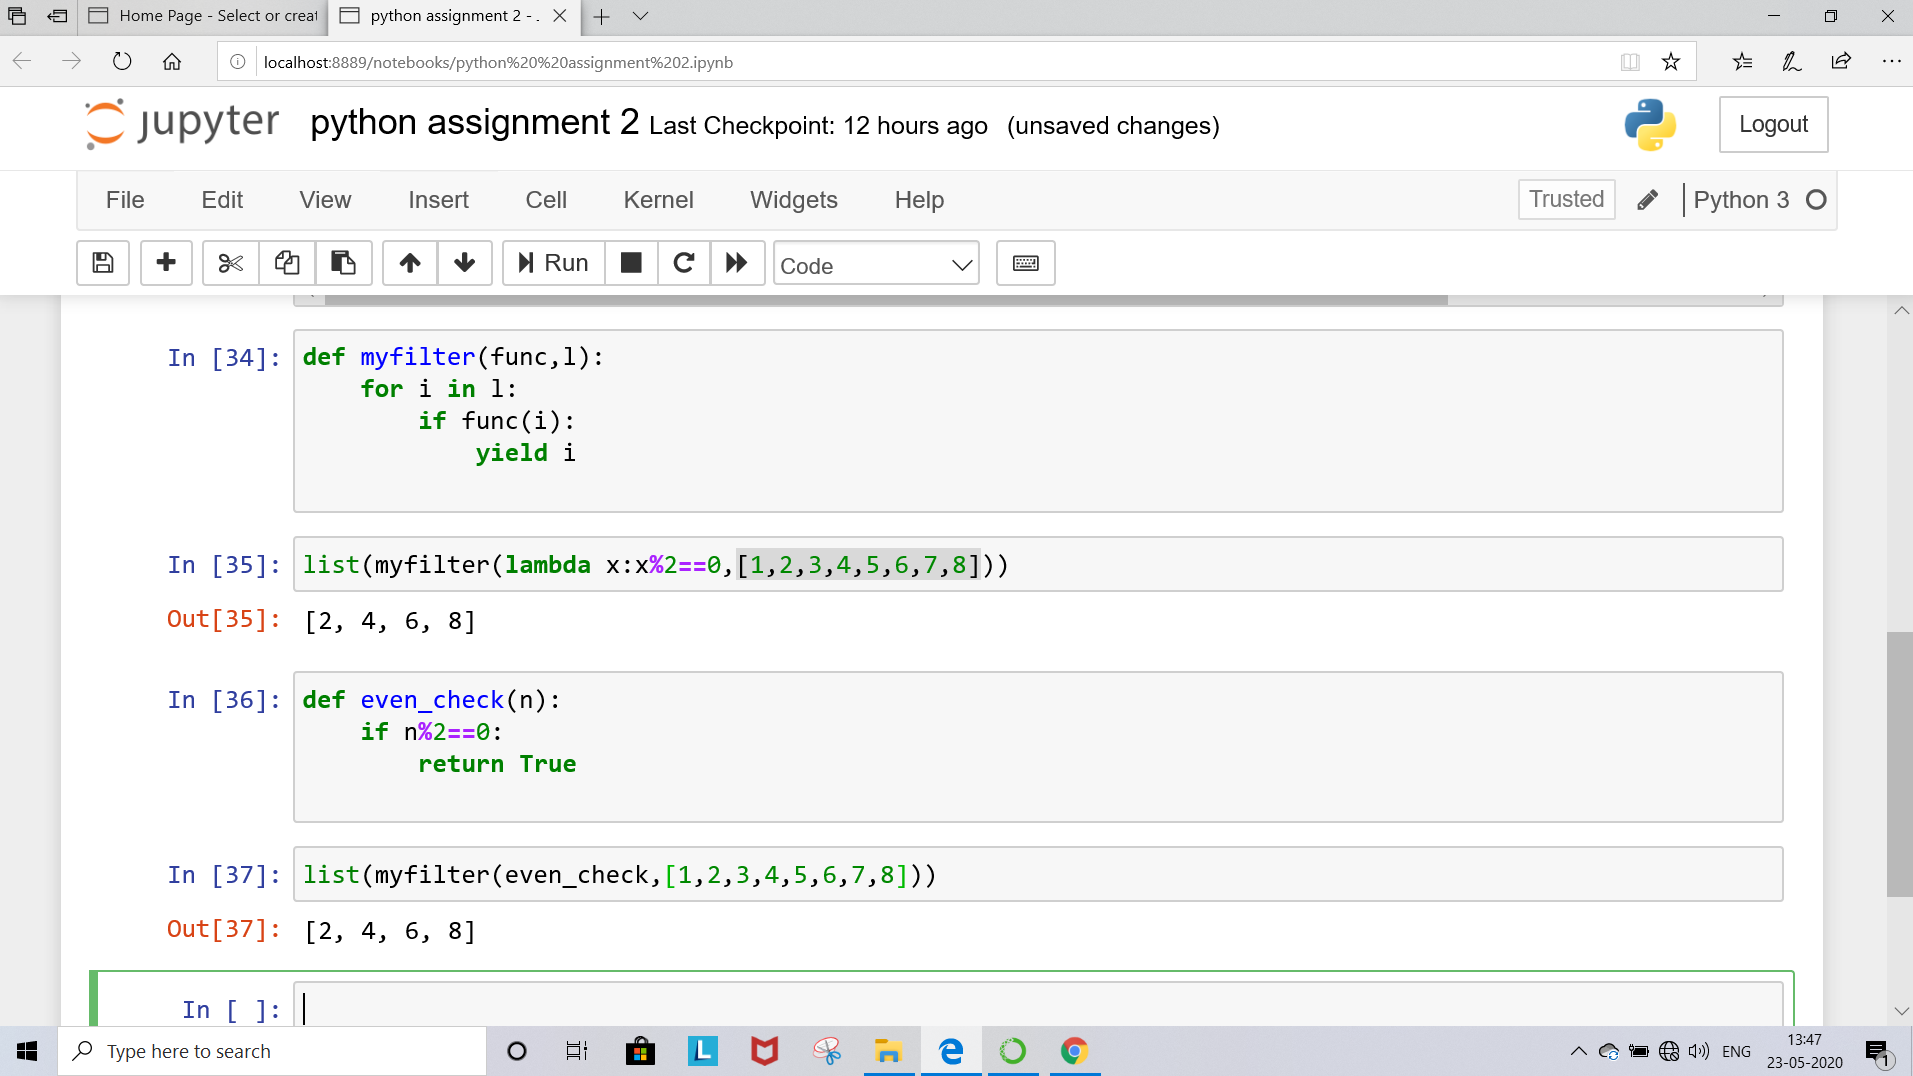 Home Page - Select or creat
python assignment 2 - .
localhost:8889/notebooks/python%20%20assignment%202.ipynb
jupyter python assignment 2 Last Checkpoint: 12 hours ago (unsaved changes)
Logout
File Edit View Insert Cell Kernel Widgets Help
Trusted
Python 3
Run
Code
In [34]:
def myfilter(func,l):
    for i in l:
        if func(i):
            yield i
In [35]:
list(myfilter(lambda x:x%2==0,[1,2,3,4,5,6,7,8]))
Out[35]:
[2, 4, 6, 8]
In [36]:
def even_check(n):
    if n%2==0:
        return True
In [37]:
list(myfilter(even_check,[1,2,3,4,5,6,7,8]))
Out[37]:
[2, 4, 6, 8]
In [ ]:
Type here to search
L
ENG
13:47
23-05-2020
1